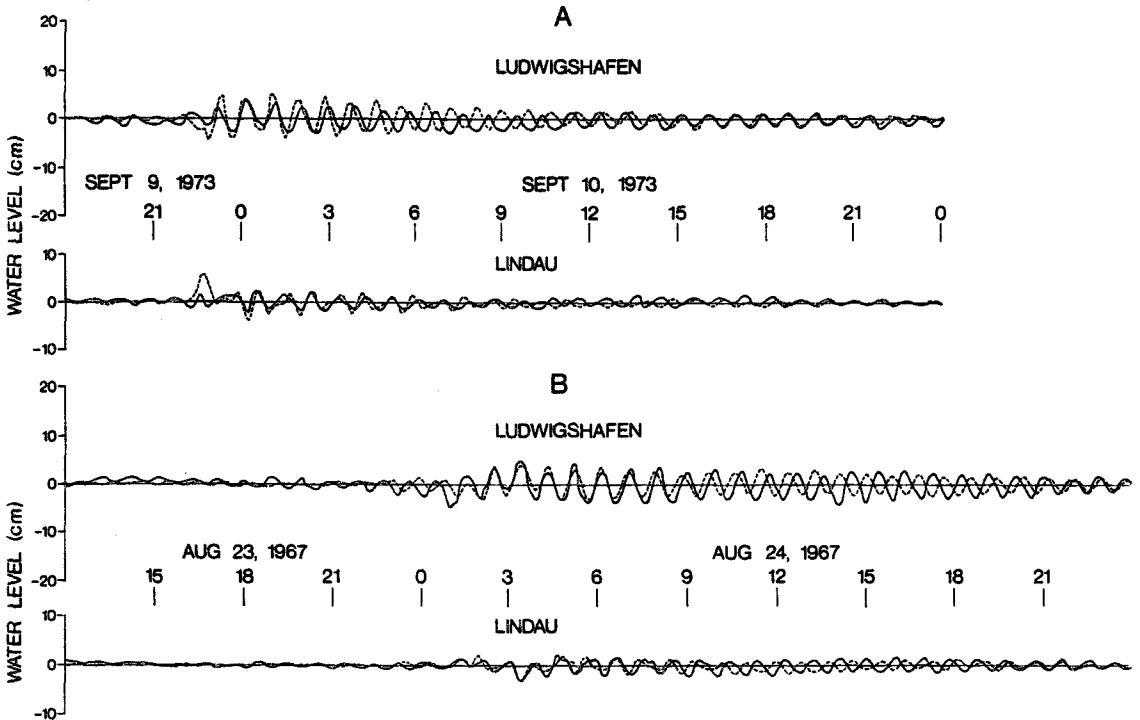 A
20
LUDWIGSHAFEN
10
0
-10
SEPT 9, 1973 SEPT 10, 1973
-20
21 0 3 6 9 12 15 18 21 0
WATER LEVEL (cm)
10
LINDAU
0
-10
B
20
LUDWIGSHAFEN
10
0
-10
AUG 23, 1967 AUG 24, 1967
-20
15 18 21 0 3 6 9 12 15 18 21
WATER LEVEL (cm)
10
LINDAU
0
-10